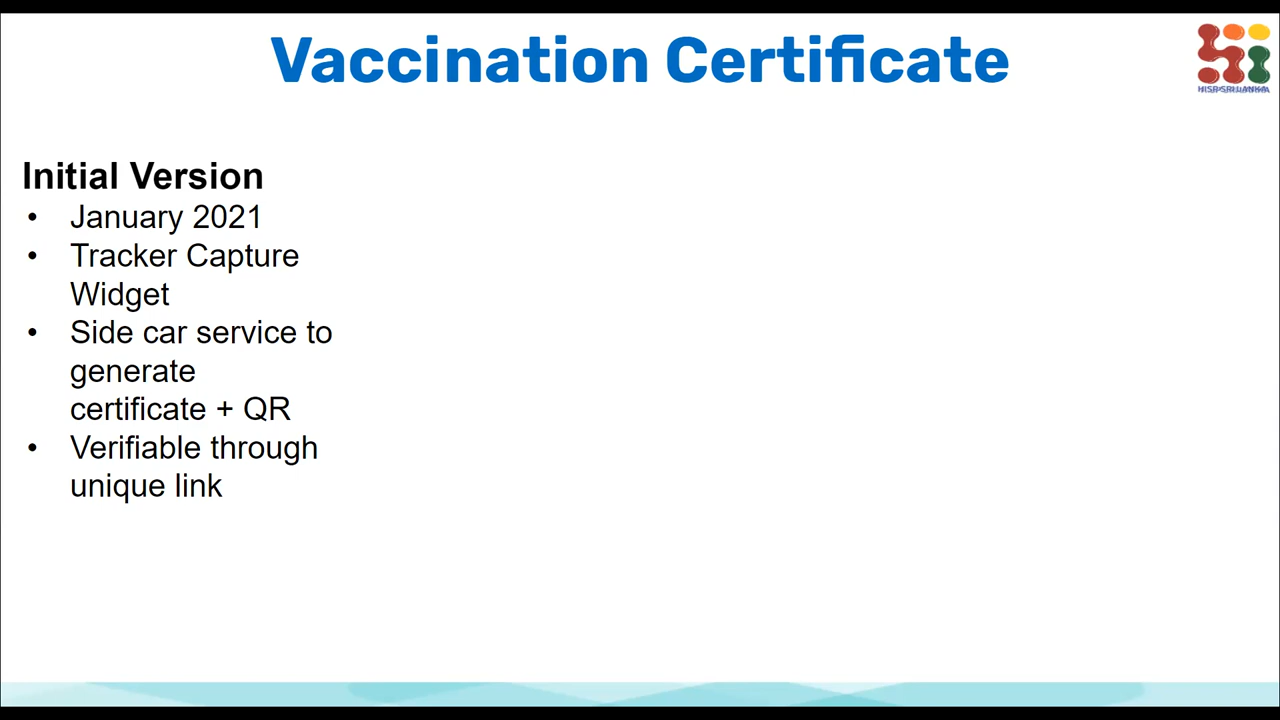 Vaccination Certificate
HISP SRI LANKA
Initial Version
• January 2021
• Tracker Capture
Widget
• Side car service to
generate
certificate + QR
• Verifiable through
unique link